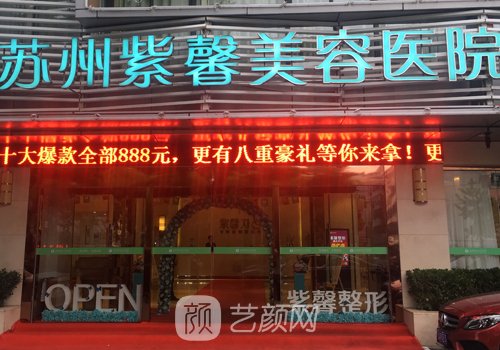 苏州紫馨美容医院
十大爆款全部888元，更有八重豪礼等你来拿！更
OPEN
紫馨整形
颜 艺颜网